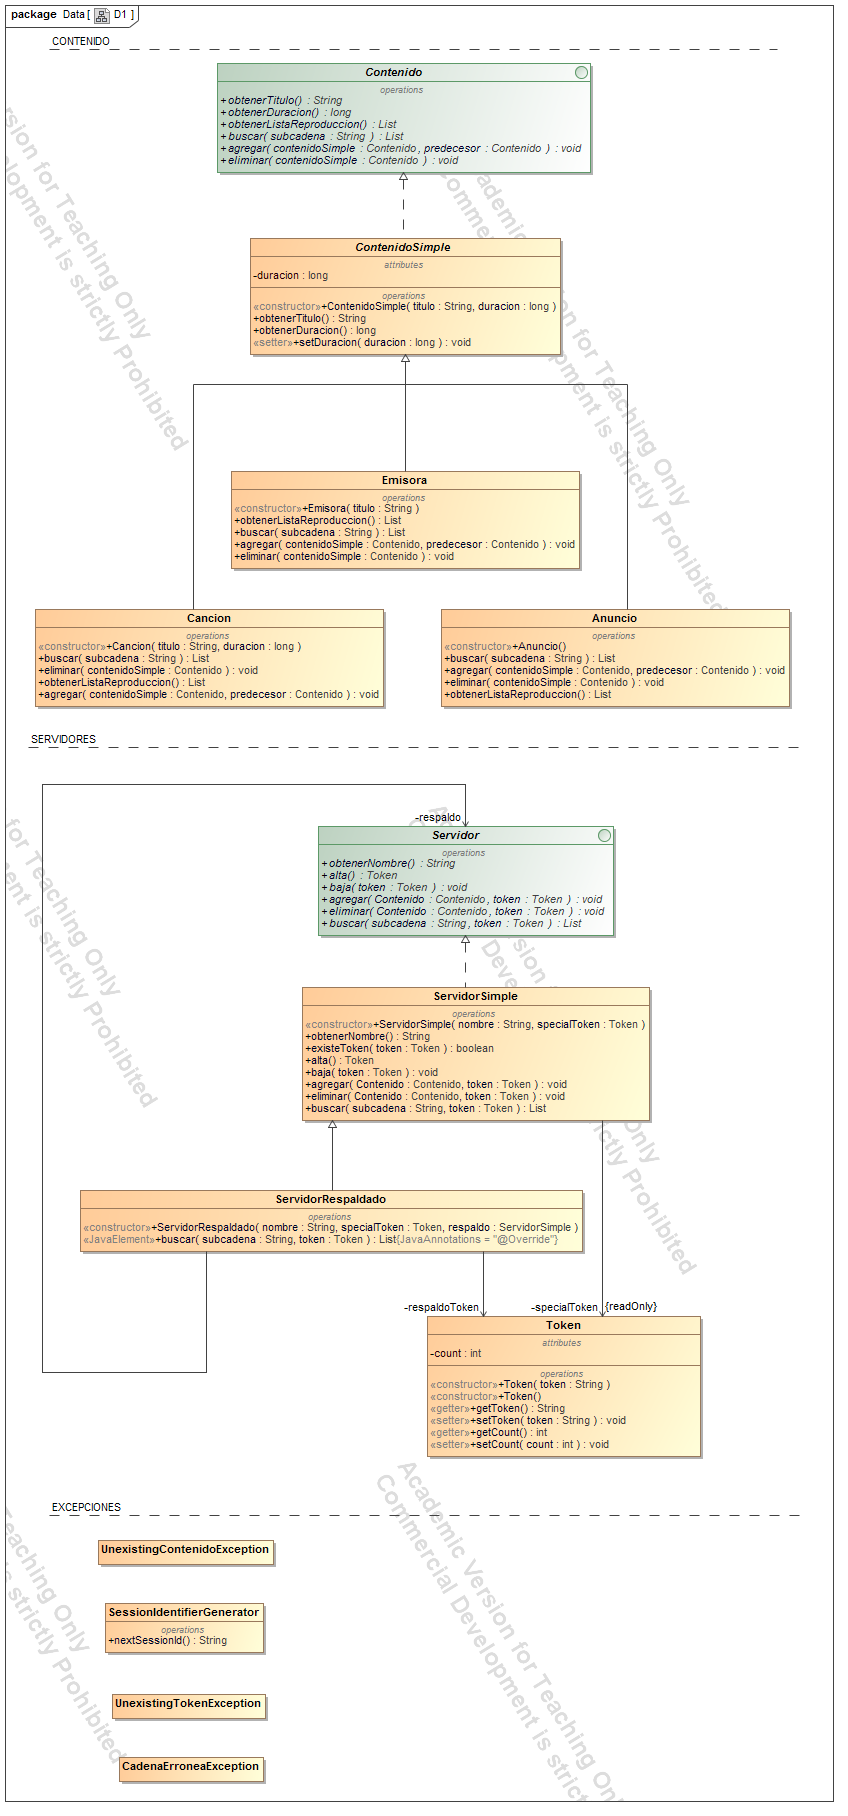 package Data [ D1 ]
CONTENIDO
Contenido
operations
+obtenerTitulo() : String
+obtenerDuracion() : long
+obtenerListaReproduccion() : List
+buscar( subcadena : String ) : List
+agregar( contenidoSimple : Contenido, predecesor : Contenido ) : void
+eliminar( contenidoSimple : Contenido ) : void
ContenidoSimple
attributes
-duracion : long
operations
«constructor»+ContenidoSimple( titulo : String, duracion : long )
+obtenerTitulo() : String
+obtenerDuracion() : long
«setter»+setDuracion( duracion : long ) : void
Emisora
operations
«constructor»+Emisora( titulo : String )
+obtenerListaReproduccion() : List
+buscar( subcadena : String ) : List
+agregar( contenidoSimple : Contenido, predecesor : Contenido ) : void
+eliminar( contenidoSimple : Contenido ) : void
Cancion
operations
«constructor»+Cancion( titulo : String, duracion : long )
+buscar( subcadena : String ) : List
+eliminar( contenidoSimple : Contenido ) : void
+obtenerListaReproduccion() : List
+agregar( contenidoSimple : Contenido, predecesor : Contenido ) : void
Anuncio
operations
«constructor»+Anuncio()
+buscar( subcadena : String ) : List
+agregar( contenidoSimple : Contenido, predecesor : Contenido ) : void
+eliminar( contenidoSimple : Contenido ) : void
+obtenerListaReproduccion() : List
SERVIDORES
-respaldo
Servidor
operations
+obtenerNombre() : String
+alta() : Token
+baja( token : Token ) : void
+agregar( Contenido : Contenido, token : Token ) : void
+eliminar( Contenido : Contenido, token : Token ) : void
+buscar( subcadena : String, token : Token ) : List
ServidorSimple
operations
«constructor»+ServidorSimple( nombre : String, specialToken : Token )
+obtenerNombre() : String
+existeToken( token : Token ) : boolean
+alta() : Token
+baja( token : Token ) : void
+agregar( Contenido : Contenido, token : Token ) : void
+eliminar( Contenido : Contenido, token : Token ) : void
+buscar( subcadena : String, token : Token ) : List
ServidorRespaldado
operations
«constructor»+ServidorRespaldado( nombre : String, specialToken : Token, respaldo : ServidorSimple )
«JavaElement»+buscar( subcadena : String, token : Token ) : List{JavaAnnotations = "@Override"}
-respaldoToken
-specialToken {readOnly}
Token
attributes
-count : int
operations
«constructor»+Token( token : String )
«constructor»+Token()
«getter»+getToken() : String
«setter»+setToken( token : String ) : void
«getter»+getCount() : int
«setter»+setCount( count : int ) : void
EXCEPCIONES
UnexistingContenidoException
SessionIdentifierGenerator
operations
+nextSessionId() : String
UnexistingTokenException
CadenaErroneaException
Academic Version for Teaching Only
Commercial Development is strictly Prohibited